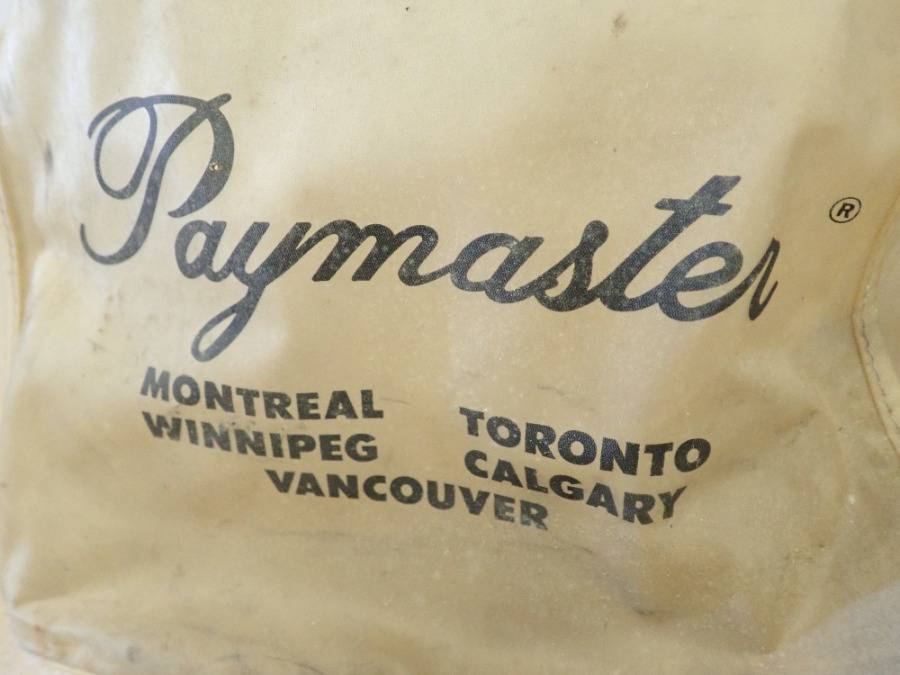 Paymaster ®
MONTREAL TORONTO
WINNIPEG CALGARY
VANCOUVER